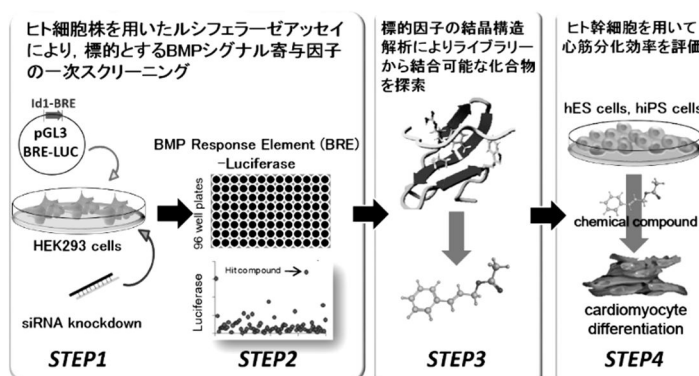 ヒト細胞株を用いたルシフェラーゼアッセイ
により，標的とするBMPシグナル寄与因子
の一次スクリーニング
Id1-BRE
pGL3
BRE-LUC
HEK293 cells
siRNA knockdown
STEP1
BMP Response Element (BRE)
-Luciferase
96 well plates
Luciferase
Hit compound
STEP2
標的因子の結晶構造
解析によりライブラリー
から結合可能な化合物
を探索
STEP3
ヒト幹細胞を用いて
心筋分化効率を評価
hES cells, hiPS cells
chemical compound
cardiomyocyte
differentiation
STEP4